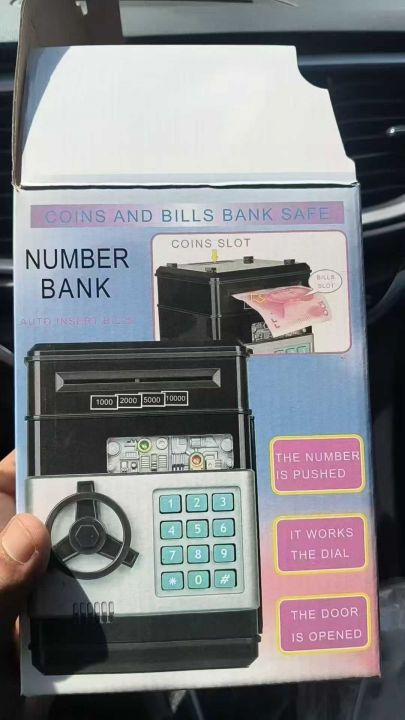 COINS AND BILLS BANK SAFE
NUMBER
BANK
AUTO INSERT BILLS
COINS SLOT
BILLS
SLOT
1000 2000 5000 10000
1 2 3
4 5 6
7 8 9
* 0 #
THE NUMBER
IS PUSHED
IT WORKS
THE DIAL
THE DOOR
IS OPENED